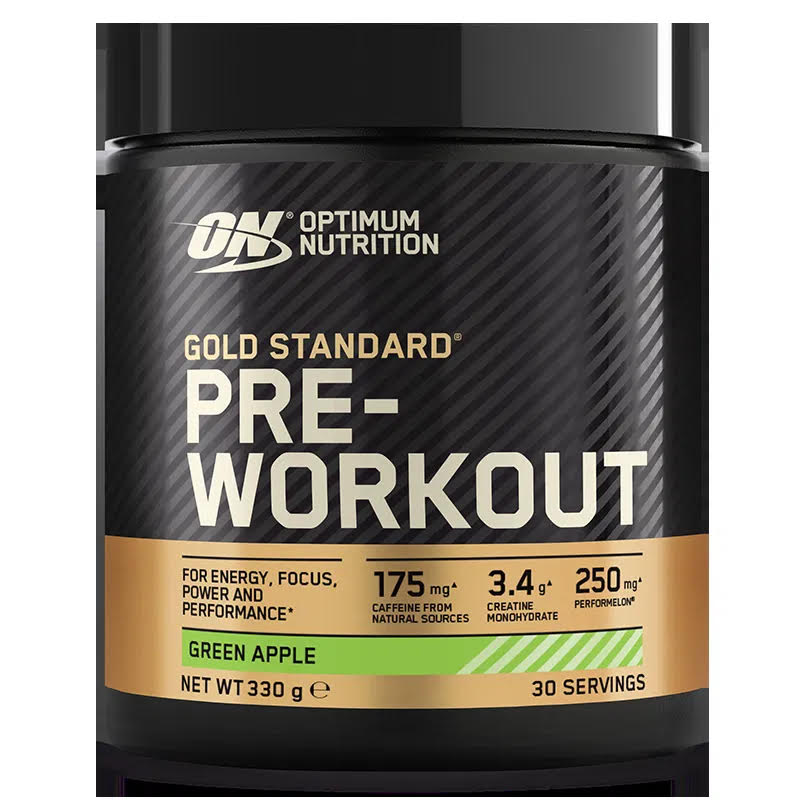 ON® OPTIMUM
NUTRITION
GOLD STANDARD®
PRE-
WORKOUT
FOR ENERGY, FOCUS,
POWER AND
PERFORMANCE*
175 mg▲
CAFFEINE FROM
NATURAL SOURCES
3.4 g▲
CREATINE
MONOHYDRATE
250 mg▲
PERFORMELON®
GREEN APPLE
NET WT 330 g ℮
30 SERVINGS